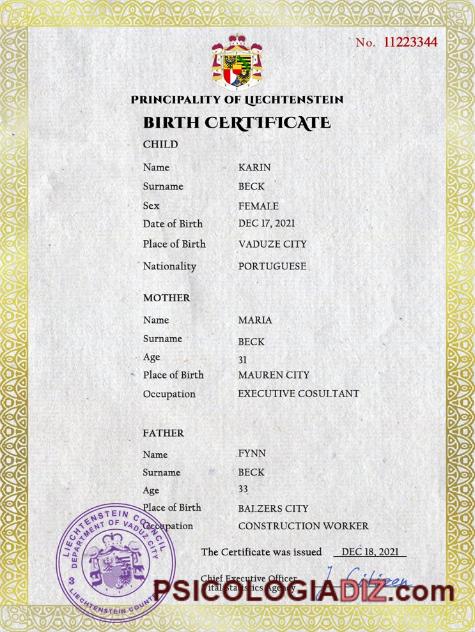 No. 11223344
PRINCIPALITY OF LIECHTENSTEIN
BIRTH CERTIFICATE
CHILD
Name KARIN
Surname BECK
Sex FEMALE
Date of Birth DEC 17, 2021
Place of Birth VADUZE CITY
Nationality PORTUGUESE
MOTHER
Name MARIA
Surname BECK
Age 31
Place of Birth MAUREN CITY
Occupation EXECUTIVE COSULTANT
FATHER
Name FYNN
Surname BECK
Age 33
Place of Birth BALZERS CITY
Occupation CONSTRUCTION WORKER
The Certificate was issued DEC 18, 2021
Chief Executive Officer
Vital Statistics Agency
J Citizen
LIECHTENSTEIN COUNCIL
DEPARTMENT OF VADUZ CITY
3
LIECHTENSTEIN COUNTY
PSICOLOGIADIZ.com